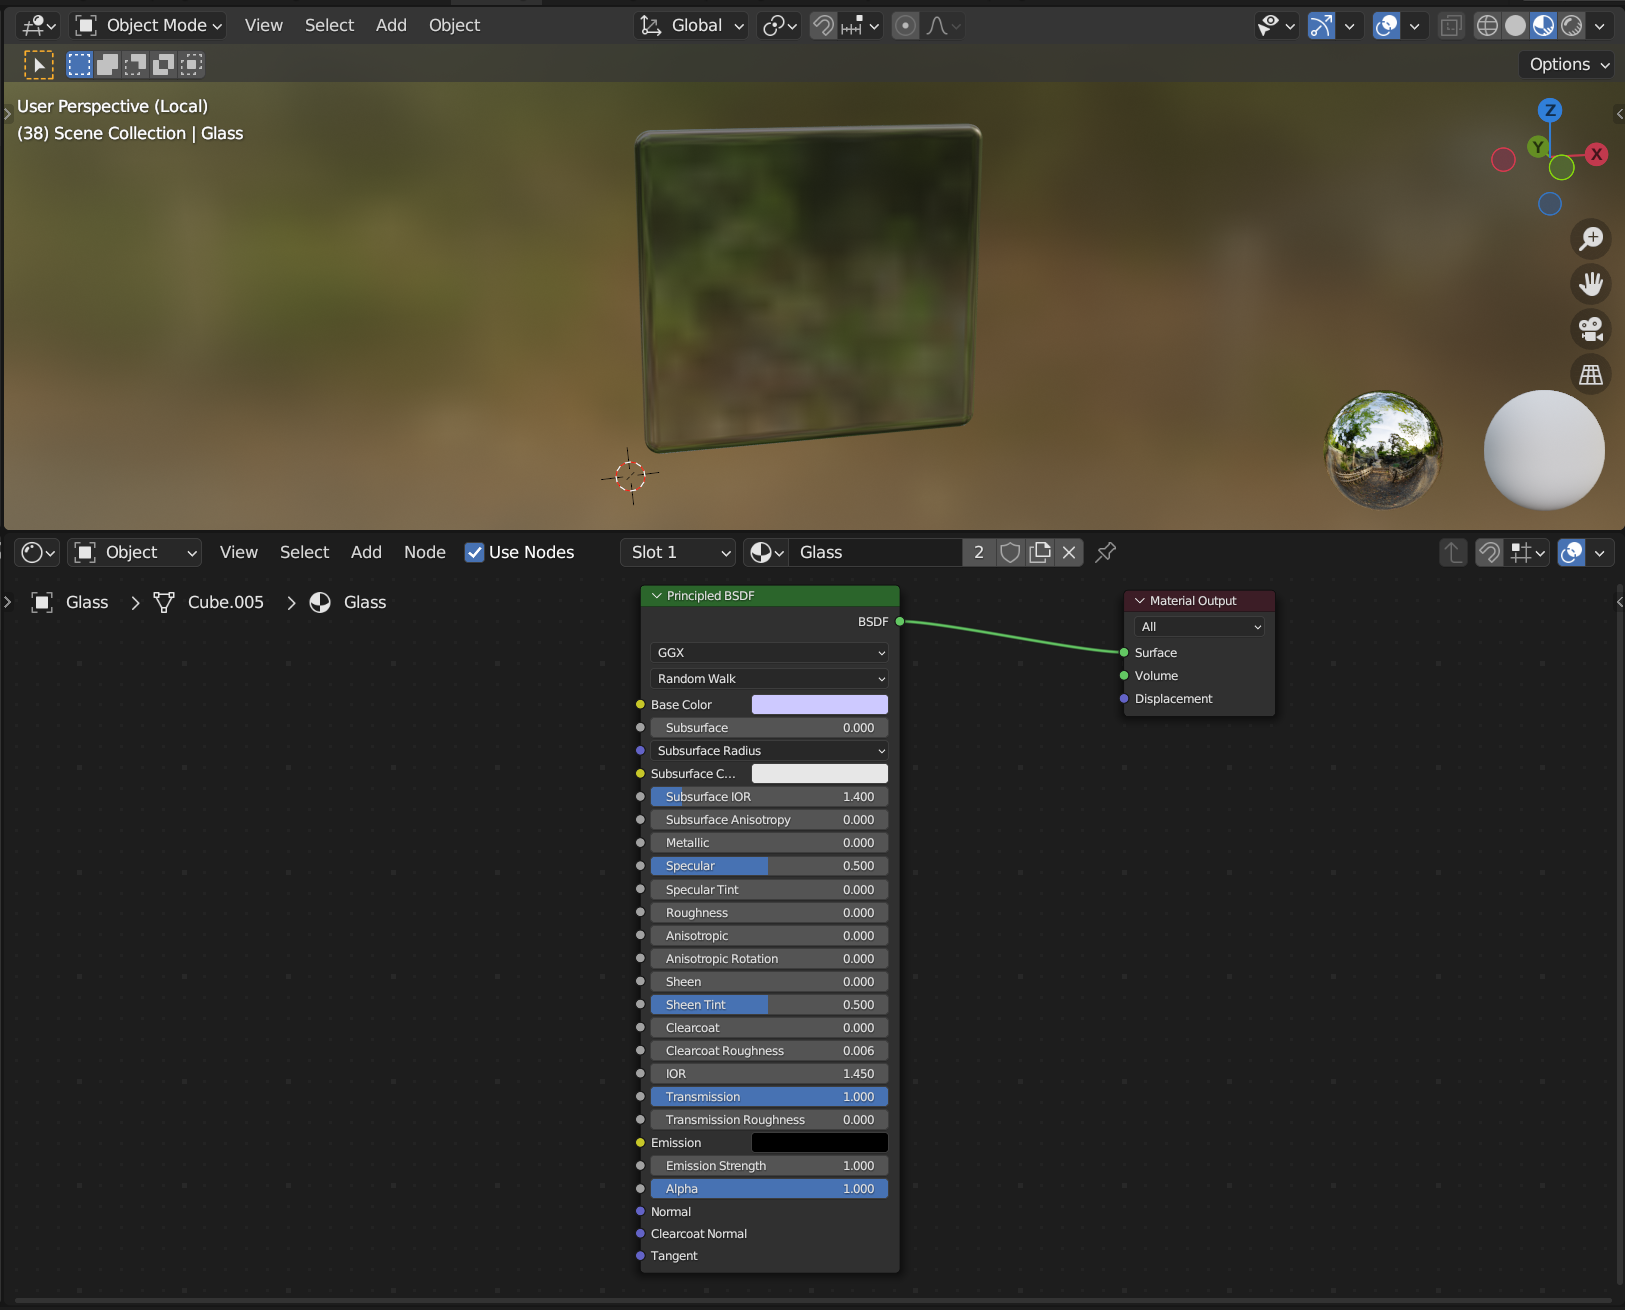 Object Mode View Select Add Object Global
Options
User Perspective (Local)
(38) Scene Collection | Glass
Z
Y
X
Object View Select Add Node Use Nodes Slot 1 Glass 2
Glass Cube.005 Glass
Principled BSDF
BSDF
GGX
Random Walk
Base Color
Subsurface 0.000
Subsurface Radius
Subsurface C...
Subsurface IOR 1.400
Subsurface Anisotropy 0.000
Metallic 0.000
Specular 0.500
Specular Tint 0.000
Roughness 0.000
Anisotropic 0.000
Anisotropic Rotation 0.000
Sheen 0.000
Sheen Tint 0.500
Clearcoat 0.000
Clearcoat Roughness 0.006
IOR 1.450
Transmission 1.000
Transmission Roughness 0.000
Emission
Emission Strength 1.000
Alpha 1.000
Normal
Clearcoat Normal
Tangent
Material Output
All
Surface
Volume
Displacement